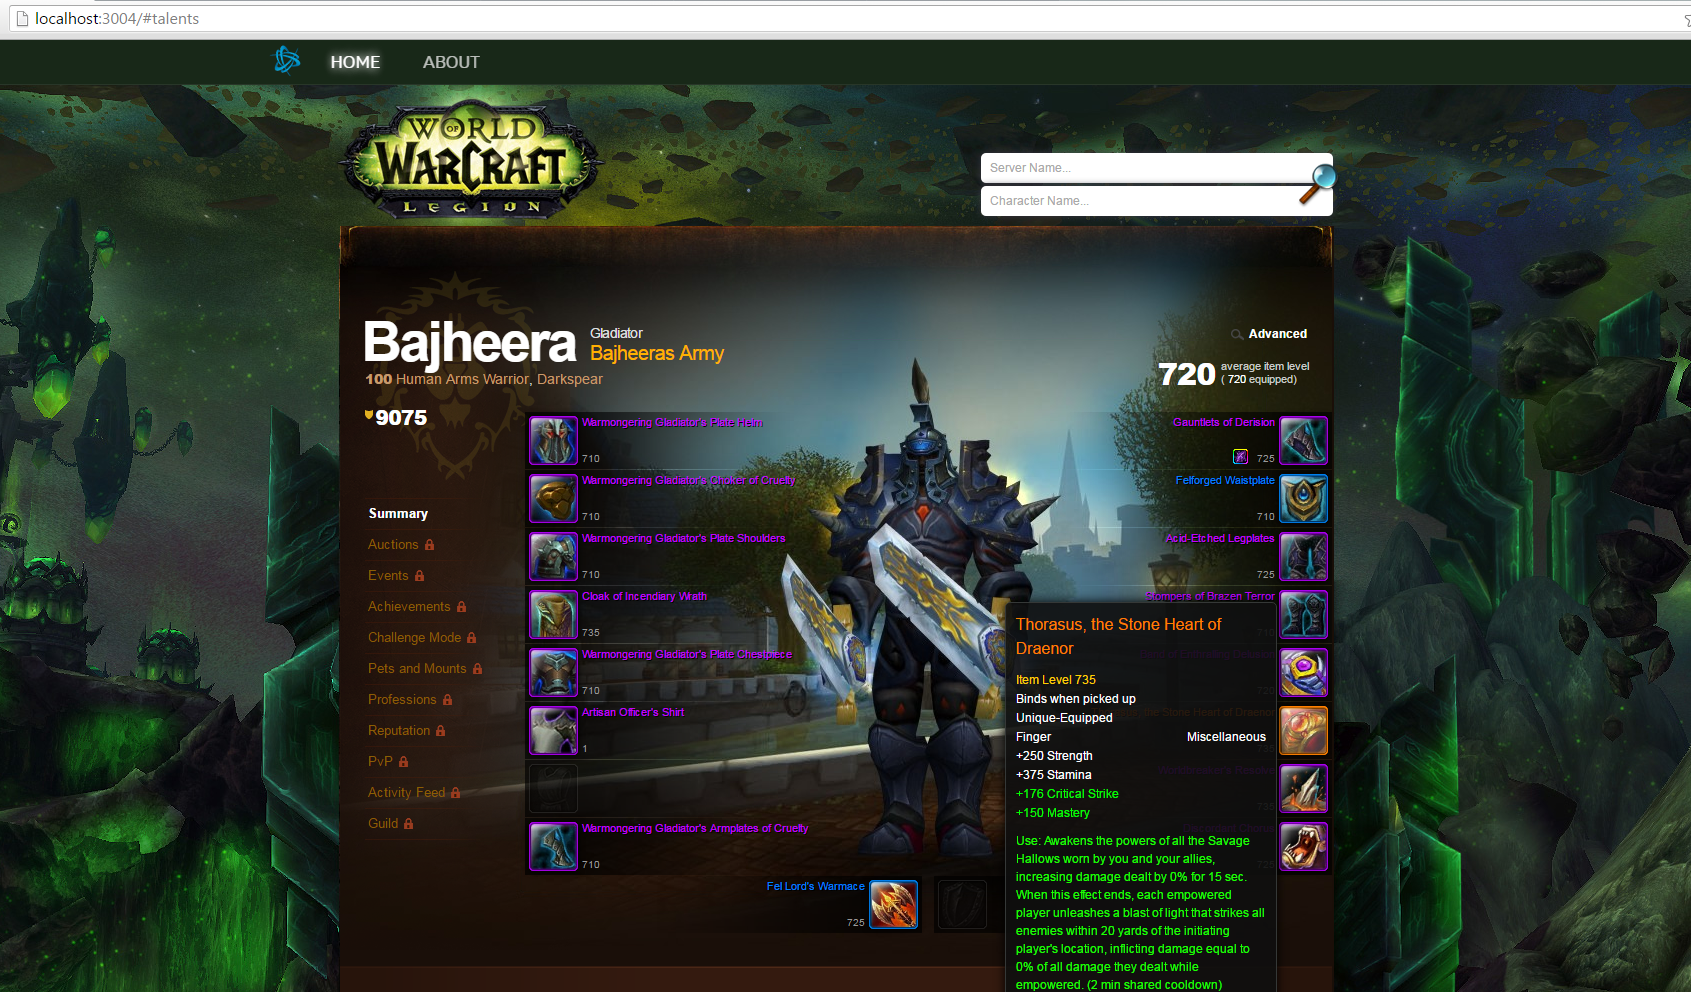 localhost:3004/#talents
HOME
ABOUT
WORLD
OF
WARCRAFT
LEGION
Server Name...
Character Name...
Bajheera
Gladiator
Bajheeras Army
100 Human Arms Warrior, Darkspear
9075
Advanced
720
average item level
( 720 equipped)
Summary
Auctions
Events
Achievements
Challenge Mode
Pets and Mounts
Professions
Reputation
PvP
Activity Feed
Guild
Warmongering Gladiator's Plate Helm
710
Warmongering Gladiator's Choker of Cruelty
710
Warmongering Gladiator's Plate Shoulders
710
Cloak of Incendiary Wrath
735
Warmongering Gladiator's Plate Chestpiece
710
Artisan Officer's Shirt
1
Warmongering Gladiator's Armplates of Cruelty
710
Gauntlets of Derision
725
Felforged Waistplate
710
Acid-Etched Legplates
725
Stompers of Brazen Terror
Fel Lord's Warmace
725
Thorasus, the Stone Heart of
Draenor
Item Level 735
Binds when picked up
Unique-Equipped
Finger
Miscellaneous
+250 Strength
+375 Stamina
+176 Critical Strike
+150 Mastery
Use: Awakens the powers of all the Savage
Hallows worn by you and your allies,
increasing damage dealt by 0% for 15 sec.
When this effect ends, each empowered
player unleashes a blast of light that strikes all
enemies within 20 yards of the initiating
player's location, inflicting damage equal to
0% of all damage they dealt while
empowered. (2 min shared cooldown)